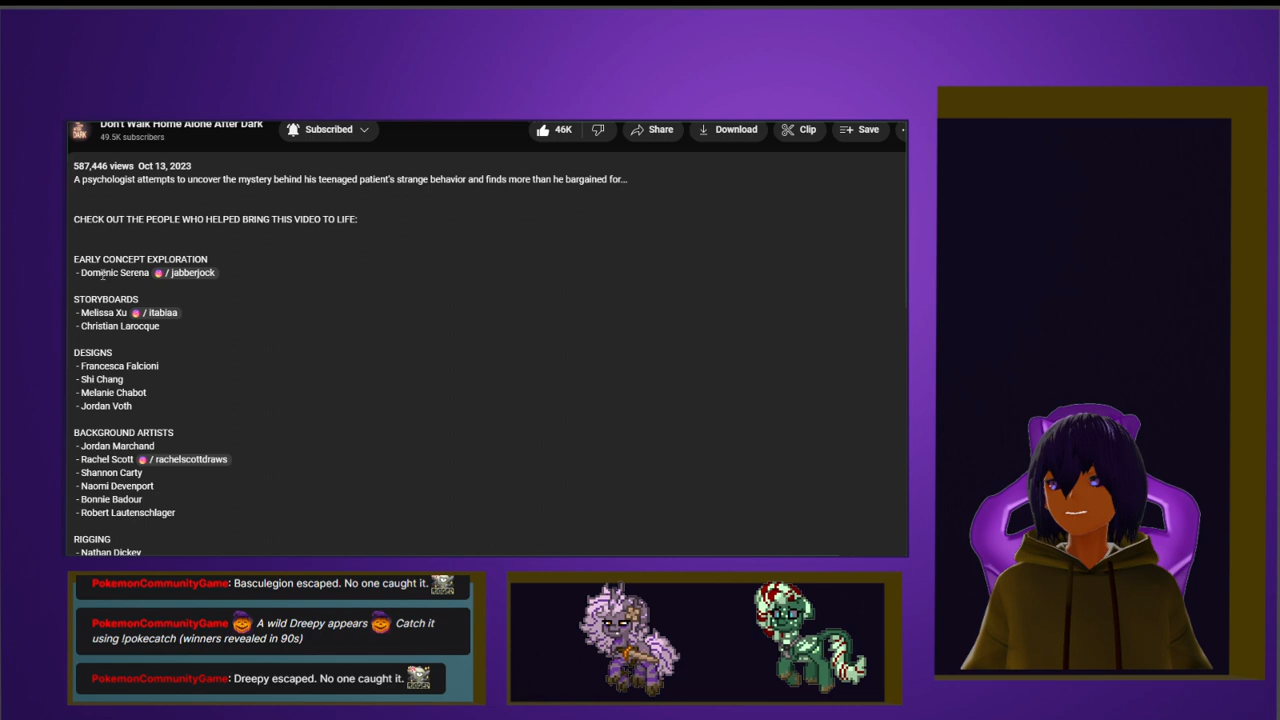 Don't Walk Home Alone After Dark
49.5K subscribers
Subscribed
46K
Share
Download
Clip
Save
587,446 views Oct 13, 2023
A psychologist attempts to uncover the mystery behind his teenaged patient's strange behavior and finds more than he bargained for...
CHECK OUT THE PEOPLE WHO HELPED BRING THIS VIDEO TO LIFE:
EARLY CONCEPT EXPLORATION
- Domenic Serena / jabberjock
STORYBOARDS
- Melissa Xu / itabiaa
- Christian Larocque
DESIGNS
- Francesca Falcioni
- Shi Chang
- Melanie Chabot
- Jordan Voth
BACKGROUND ARTISTS
- Jordan Marchand
- Rachel Scott / rachelscottdraws
- Shannon Carty
- Naomi Devenport
- Bonnie Badour
- Robert Lautenschlager
RIGGING
- Nathan Dickey
PokemonCommunityGame: Basculegion escaped. No one caught it.
PokemonCommunityGame: A wild Dreepy appears Catch it
using !pokecatch (winners revealed in 90s)
PokemonCommunityGame: Dreepy escaped. No one caught it.